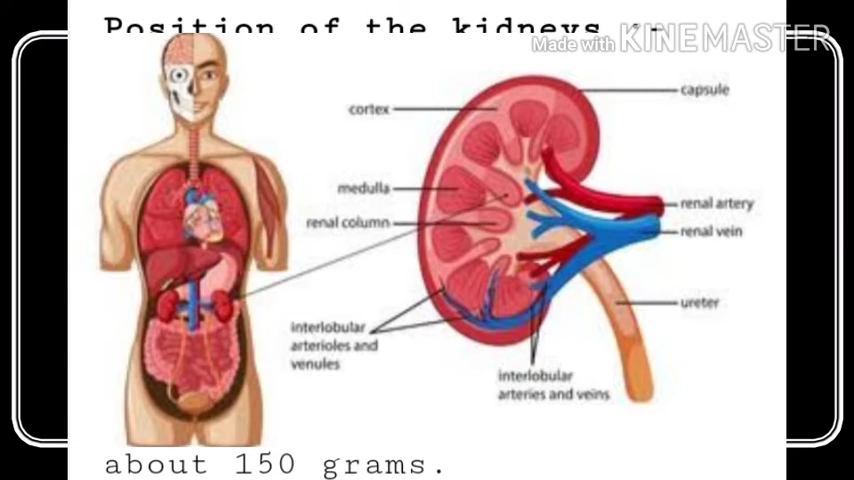 Position of the kidneys :-
Made with KINEMASTER
capsule
cortex
medulla
renal artery
renal column
renal vein
ureter
interlobular
arterioles and
venules
interlobular
arteries and veins
about 150 grams.